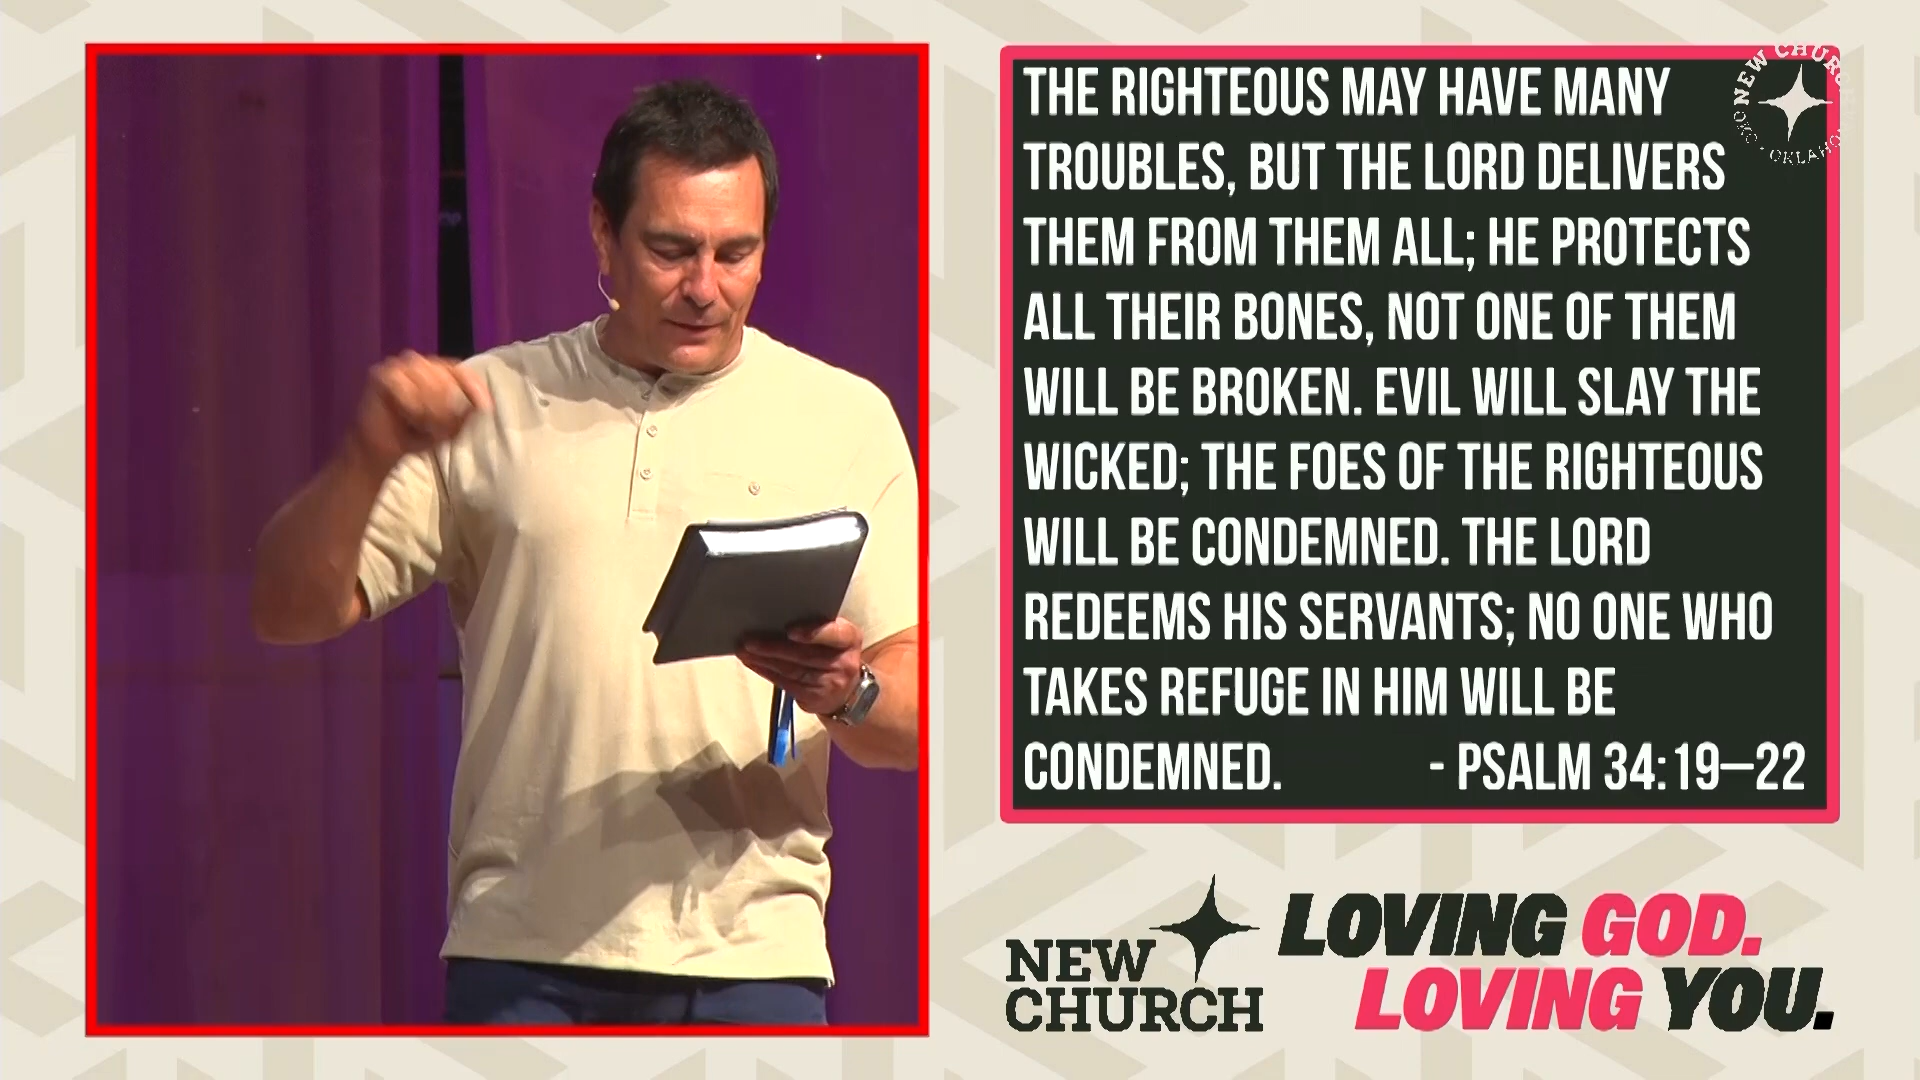 THE RIGHTEOUS MAY HAVE MANY
TROUBLES, BUT THE LORD DELIVERS
THEM FROM THEM ALL; HE PROTECTS
ALL THEIR BONES, NOT ONE OF THEM
WILL BE BROKEN. EVIL WILL SLAY THE
WICKED; THE FOES OF THE RIGHTEOUS
WILL BE CONDEMNED. THE LORD
REDEEMS HIS SERVANTS; NO ONE WHO
TAKES REFUGE IN HIM WILL BE
CONDEMNED. - PSALM 34:19–22
NEW CHURCH
NEW
CHURCH
LOVING GOD.
LOVING YOU.